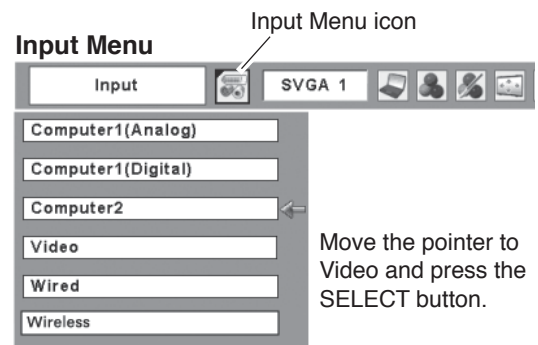 Input Menu icon
Input Menu
Input
SVGA 1
Computer1(Analog)
Computer1(Digital)
Computer2
Video
Wired
Wireless
Move the pointer to
Video and press the
SELECT button.